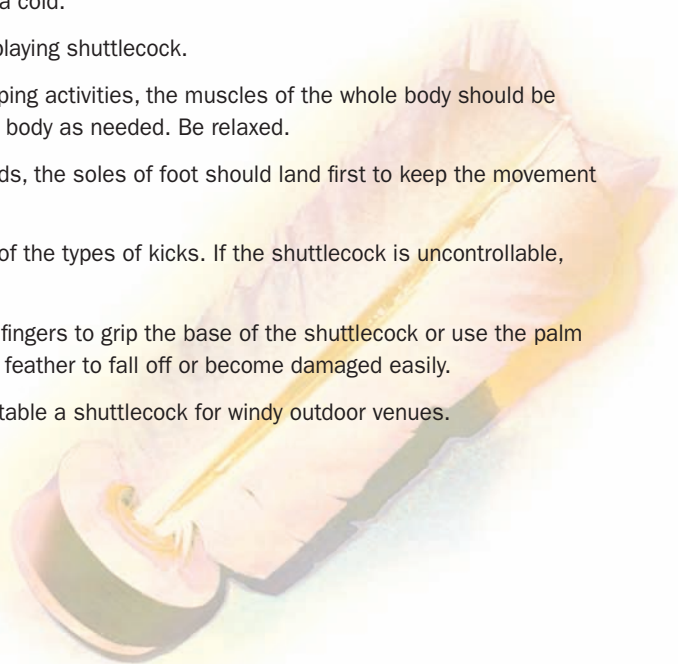 a cold.
playing shuttlecock.
ping activities, the muscles of the whole body should be
body as needed. Be relaxed.
ds, the soles of foot should land first to keep the movement
of the types of kicks. If the shuttlecock is uncontrollable,
fingers to grip the base of the shuttlecock or use the palm
feather to fall off or become damaged easily.
table a shuttlecock for windy outdoor venues.